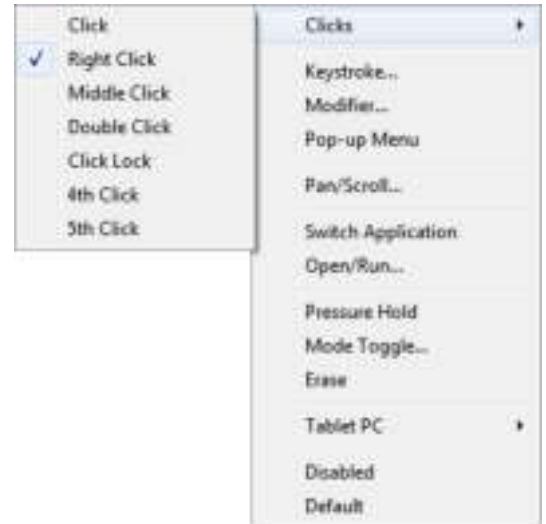 Click
Right Click
Middle Click
Double Click
Click Lock
4th Click
5th Click
Clicks
Keystroke...
Modifier...
Pop-up Menu
Pan/Scroll...
Switch Application
Open/Run...
Pressure Hold
Mode Toggle...
Erase
Tablet PC
Disabled
Default